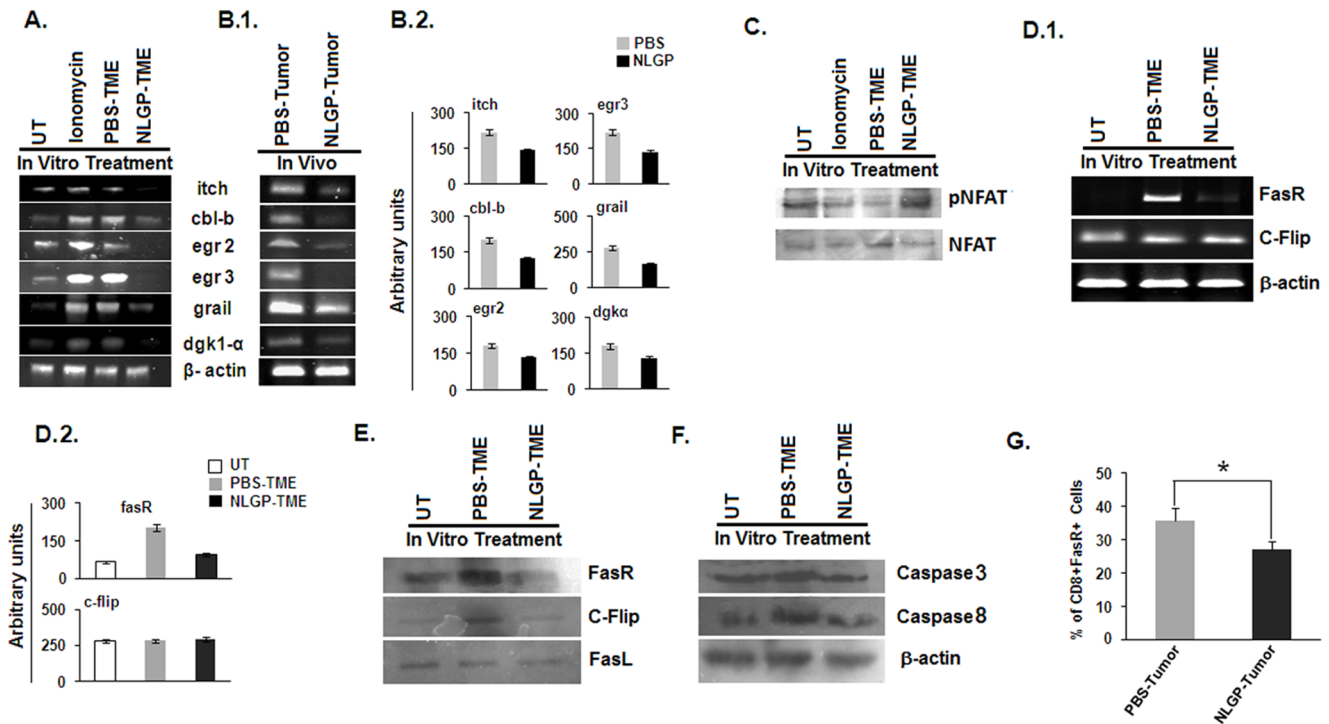 A.
UT
Ionomycin
PBS-TME
NLGP-TME
In Vitro Treatment
B.1.
PBS-Tumor
NLGP-Tumor
In Vivo
itch
cbl-b
egr 2
egr 3
grail
dgk1-α
β- actin
B.2.
PBS
NLGP
Arbitrary units
itch
300
150
0
egr3
300
150
0
cbl-b
300
150
0
grail
500
250
0
egr2
300
150
0
dgkα
300
150
0
C.
UT
Ionomycin
PBS-TME
NLGP-TME
In Vitro Treatment
pNFAT
NFAT
D.1.
UT
PBS-TME
NLGP-TME
In Vitro Treatment
FasR
C-Flip
β-actin
D.2.
UT
PBS-TME
NLGP-TME
Arbitrary units
fasR
300
150
0
c-flip
500
250
0
E.
UT
PBS-TME
NLGP-TME
In Vitro Treatment
FasR
C-Flip
FasL
F.
UT
PBS-TME
NLGP-TME
In Vitro Treatment
Caspase 3
Caspase 8
β-actin
G.
% of CD8+FasR+ Cells
50
40
30
20
10
0
*
PBS-Tumor
NLGP-Tumor